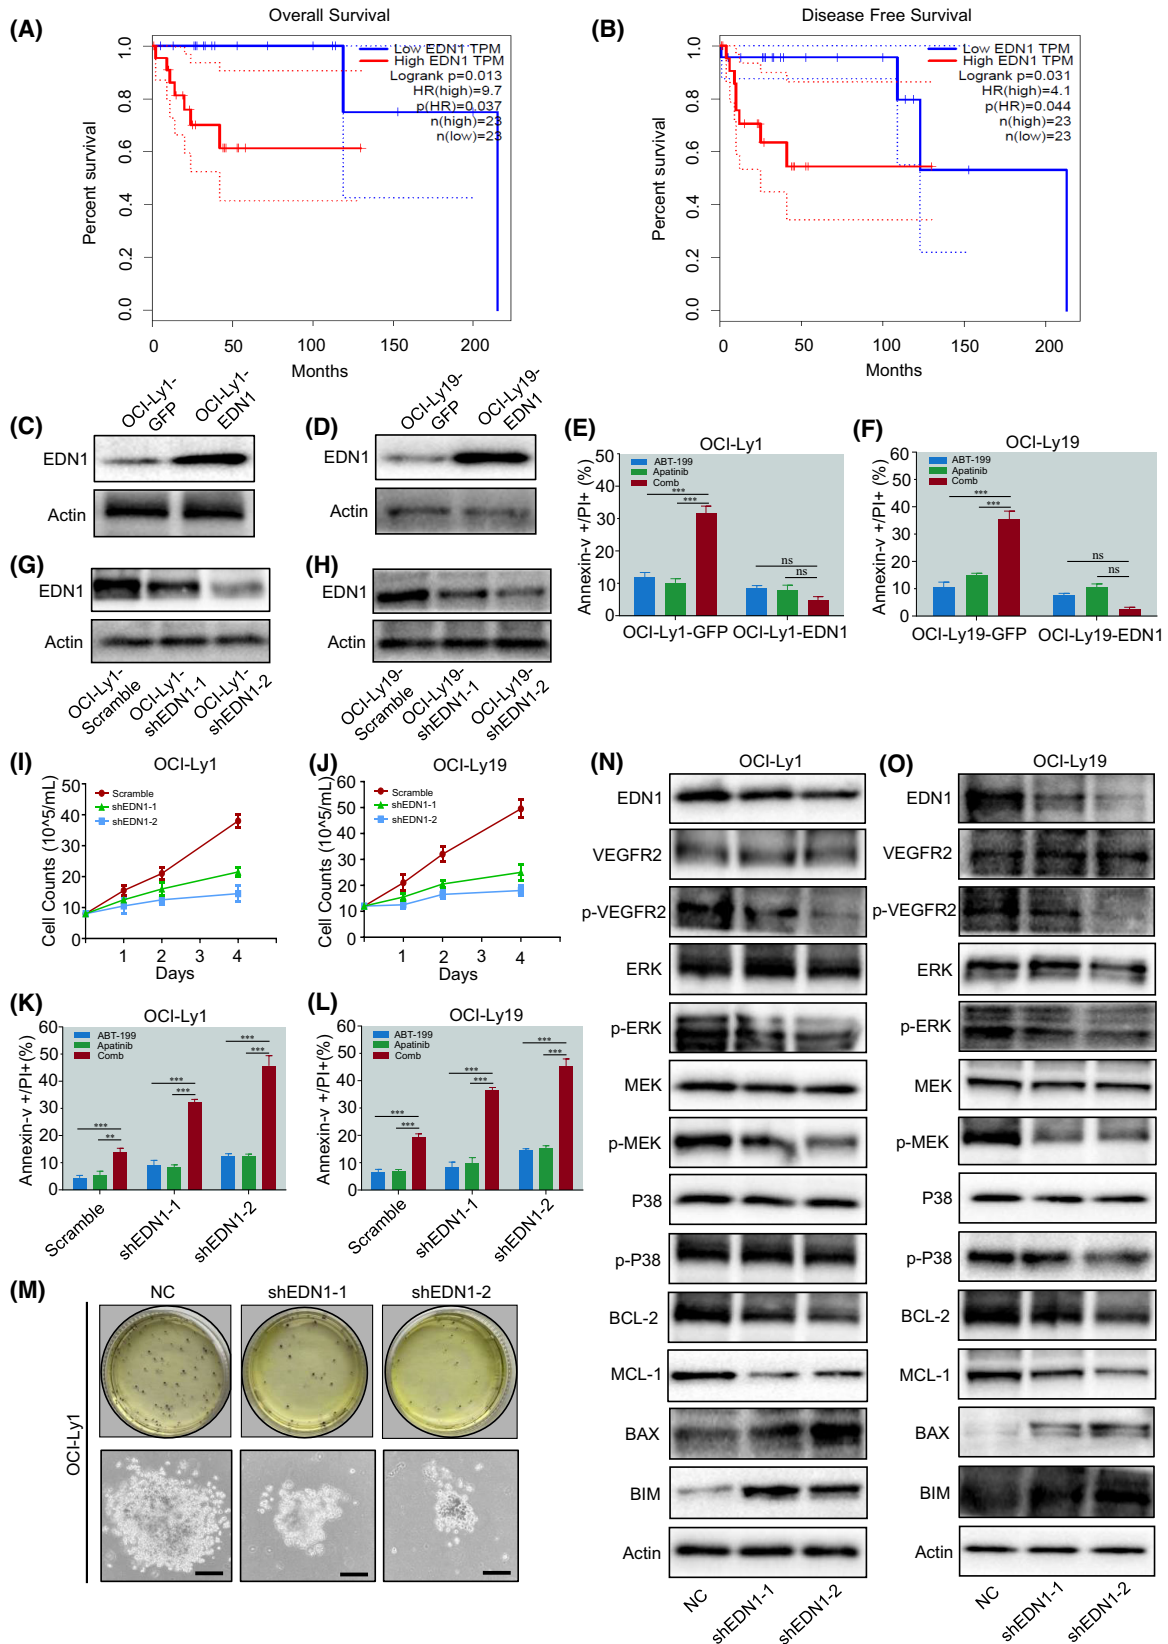 (A)
Overall Survival
Percent survival
1.0
0.8
0.6
0.4
0.2
0.0
Low EDN1 TPM
High EDN1 TPM
Logrank p=0.013
HR(high)=9.7
p(HR)=0.037
n(high)=23
n(low)=23
0 50 100 150 200
Months
(B)
Disease Free Survival
Percent survival
1.0
0.8
0.6
0.4
0.2
0.0
Low EDN1 TPM
High EDN1 TPM
Logrank p=0.031
HR(high)=4.1
p(HR)=0.044
n(high)=23
n(low)=23
0 50 100 150 200
Months
(C)
OCI-Ly1-
GFP
OCI-Ly1-
EDN1
EDN1
Actin
(D)
OCI-Ly19-
GFP
OCI-Ly19-
EDN1
EDN1
Actin
(E)
OCI-Ly1
Annexin-v +/PI+ (%)
50
40
30
20
10
0
ABT-199
Apatinib
Comb
***
***
ns
ns
OCI-Ly1-GFP OCI-Ly1-EDN1
(F)
OCI-Ly19
Annexin-v +/PI+ (%)
60
50
40
30
20
10
0
ABT-199
Apatinib
Comb
***
***
ns
ns
OCI-Ly19-GFP OCI-Ly19-EDN1
(G)
EDN1
Actin
OCI-Ly1-
Scramble
OCI-Ly1-
shEDN1-1
OCI-Ly1-
shEDN1-2
(H)
EDN1
Actin
OCI-Ly19-
Scramble
OCI-Ly19-
shEDN1-1
OCI-Ly19-
shEDN1-2
(I)
OCI-Ly1
Cell Counts (10^5/mL)
50
40
30
20
10
0
Scramble
shEDN1-1
shEDN1-2
1 2 3 4
Days
(J)
OCI-Ly19
Cell Counts (10^5/mL)
60
50
40
30
20
10
0
Scramble
shEDN1-1
shEDN1-2
1 2 3 4
Days
(K)
OCI-Ly1
Annexin-v +/PI+(%)
60
50
40
30
20
10
0
ABT-199
Apatinib
Comb
***
**
***
***
***
***
Scramble
shEDN1-1
shEDN1-2
(L)
OCI-Ly19
Annexin-v +/PI+(%)
60
50
40
30
20
10
0
ABT-199
Apatinib
Comb
***
***
***
***
***
***
Scramble
shEDN1-1
shEDN1-2
(M)
NC shEDN1-1 shEDN1-2
OCI-Ly1
(N)
OCI-Ly1
EDN1
VEGFR2
p-VEGFR2
ERK
p-ERK
MEK
p-MEK
P38
p-P38
BCL-2
MCL-1
BAX
BIM
Actin
NC
shEDN1-1
shEDN1-2
(O)
OCI-Ly19
EDN1
VEGFR2
p-VEGFR2
ERK
p-ERK
MEK
p-MEK
P38
p-P38
BCL-2
MCL-1
BAX
BIM
Actin
NC
shEDN1-1
shEDN1-2